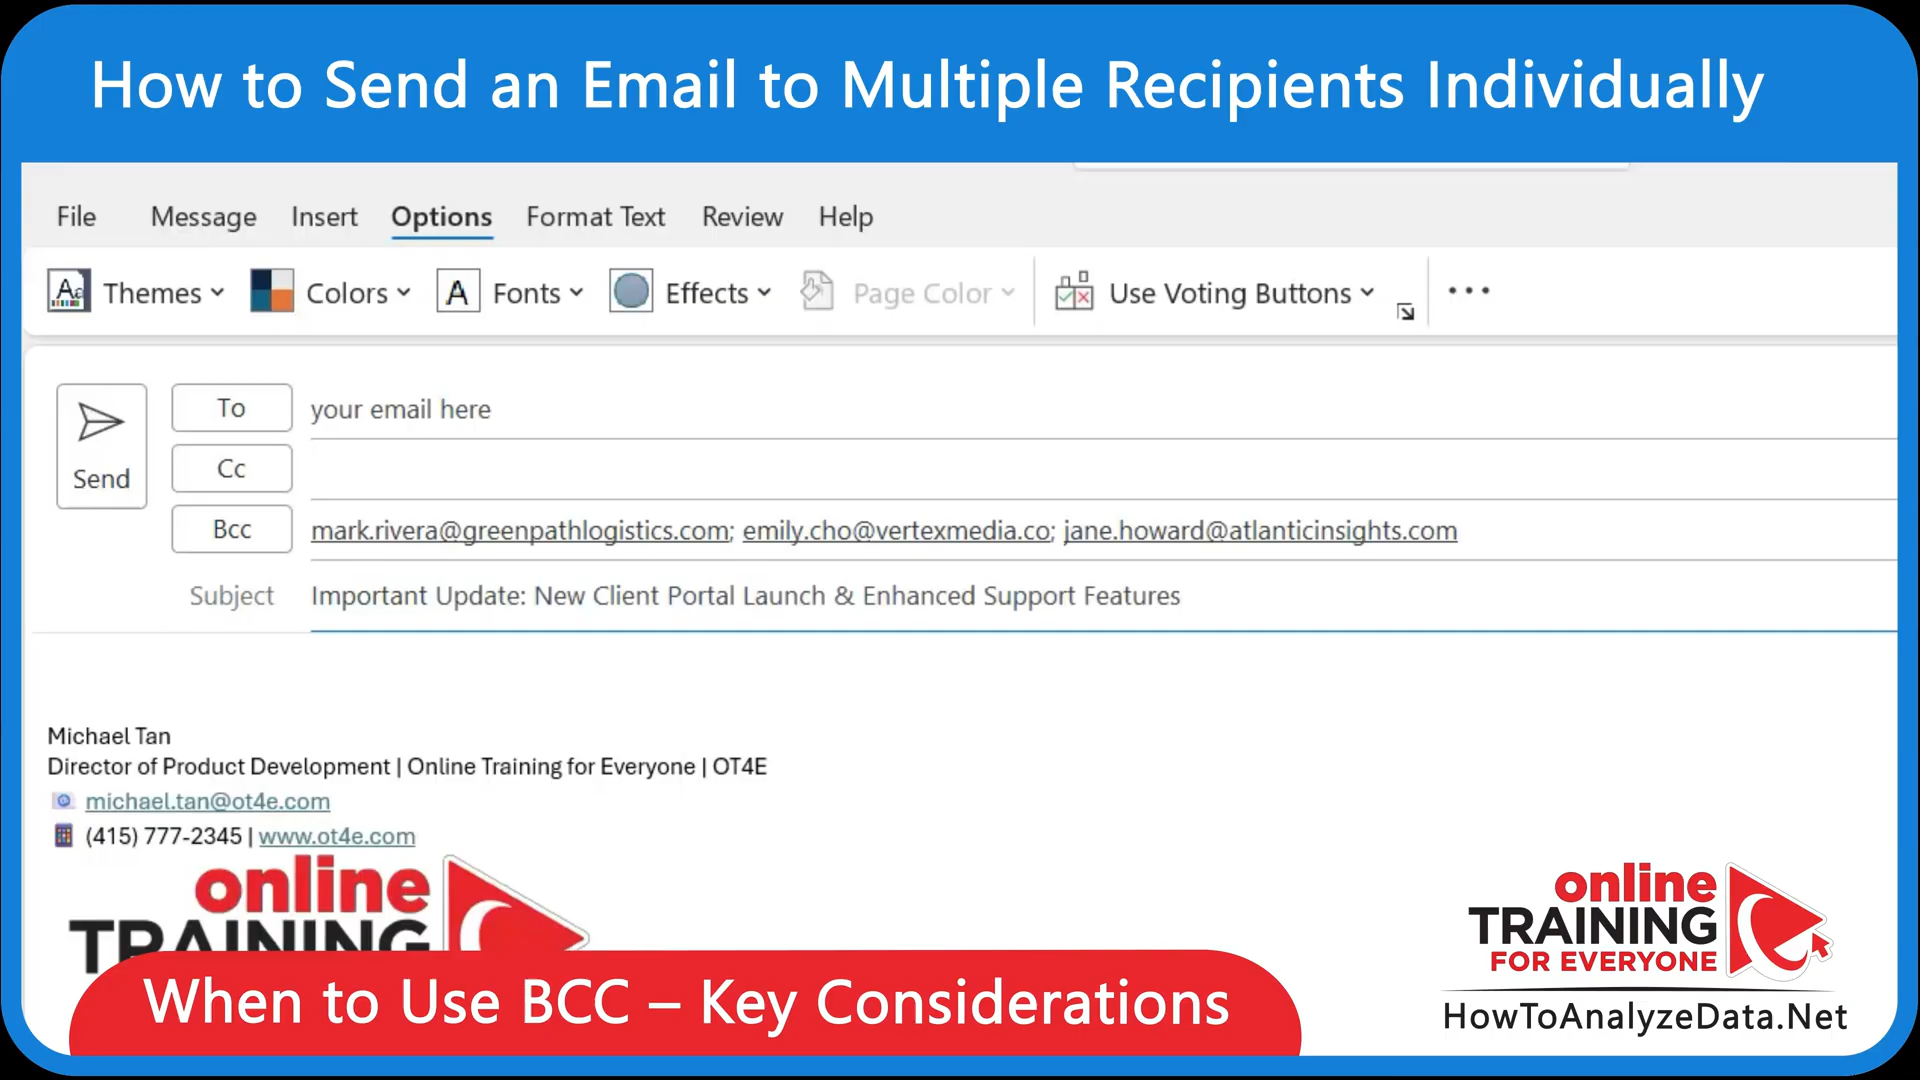 How to Send an Email to Multiple Recipients Individually
File Message Insert Options Format Text Review Help
Themes Colors Fonts Effects Page Color Use Voting Buttons
Send
To your email here
Cc
Bcc mark.rivera@greenpathlogistics.com; emily.cho@vertexmedia.co; jane.howard@atlanticinsights.com
Subject Important Update: New Client Portal Launch & Enhanced Support Features
Michael Tan
Director of Product Development | Online Training for Everyone | OT4E
michael.tan@ot4e.com
(415) 777-2345 | www.ot4e.com
online
TRAINING
When to Use BCC – Key Considerations
online
TRAINING
FOR EVERYONE
HowToAnalyzeData.Net